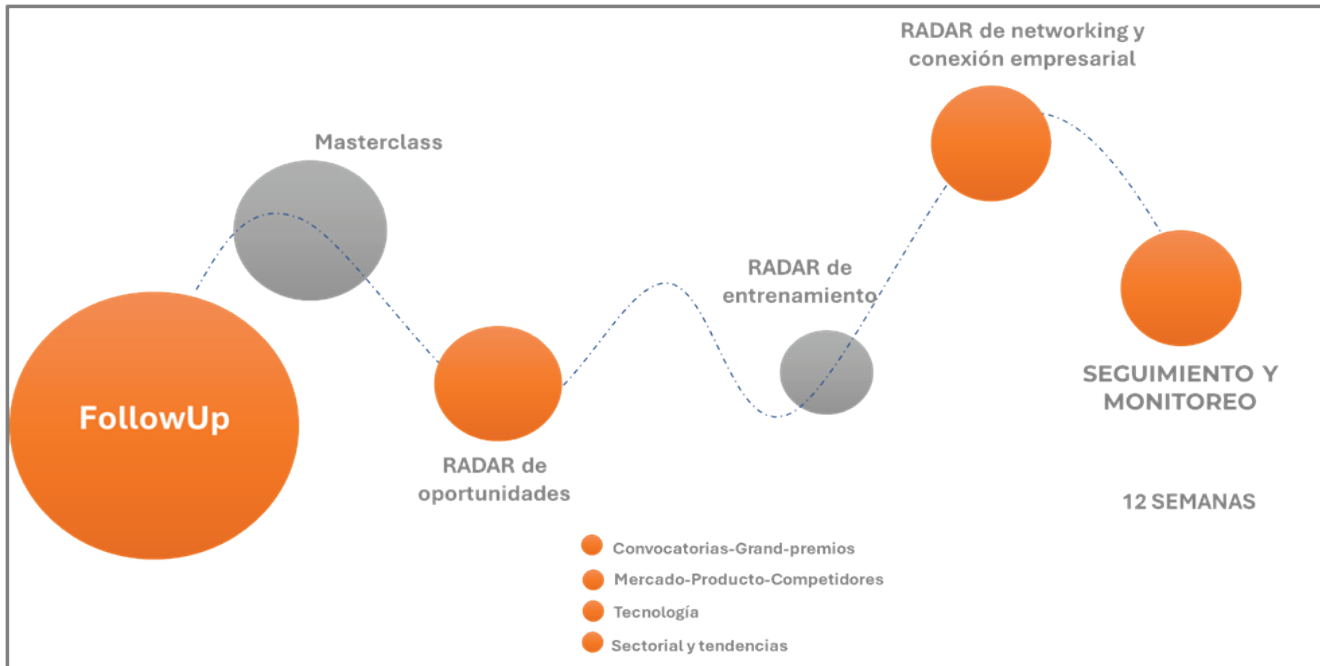 RADAR de networking y
conexión empresarial
Masterclass
RADAR de
entrenamiento
FollowUp
SEGUIMIENTO Y
MONITOREO
RADAR de
oportunidades
12 SEMANAS
Convocatorias-Grand-premios
Mercado-Producto-Competidores
Tecnología
Sectorial y tendencias